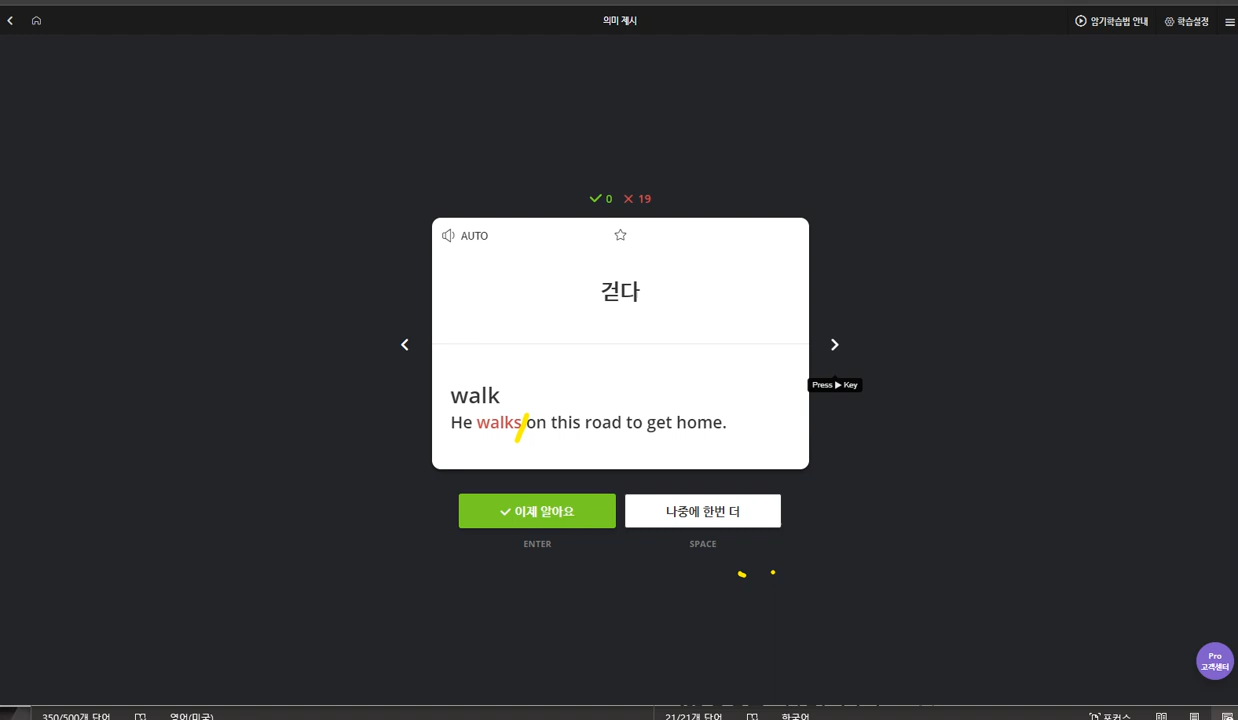 의미 제시
암기학습법 안내
학습설정
0
19
AUTO
걷다
Press ▶ Key
walk
He walks on this road to get home.
이제 알아요
나중에 한번 더
ENTER
SPACE
Pro
고객센터
350/500개 단어
영어(미국)
21/21개 단어
한국어
포커스